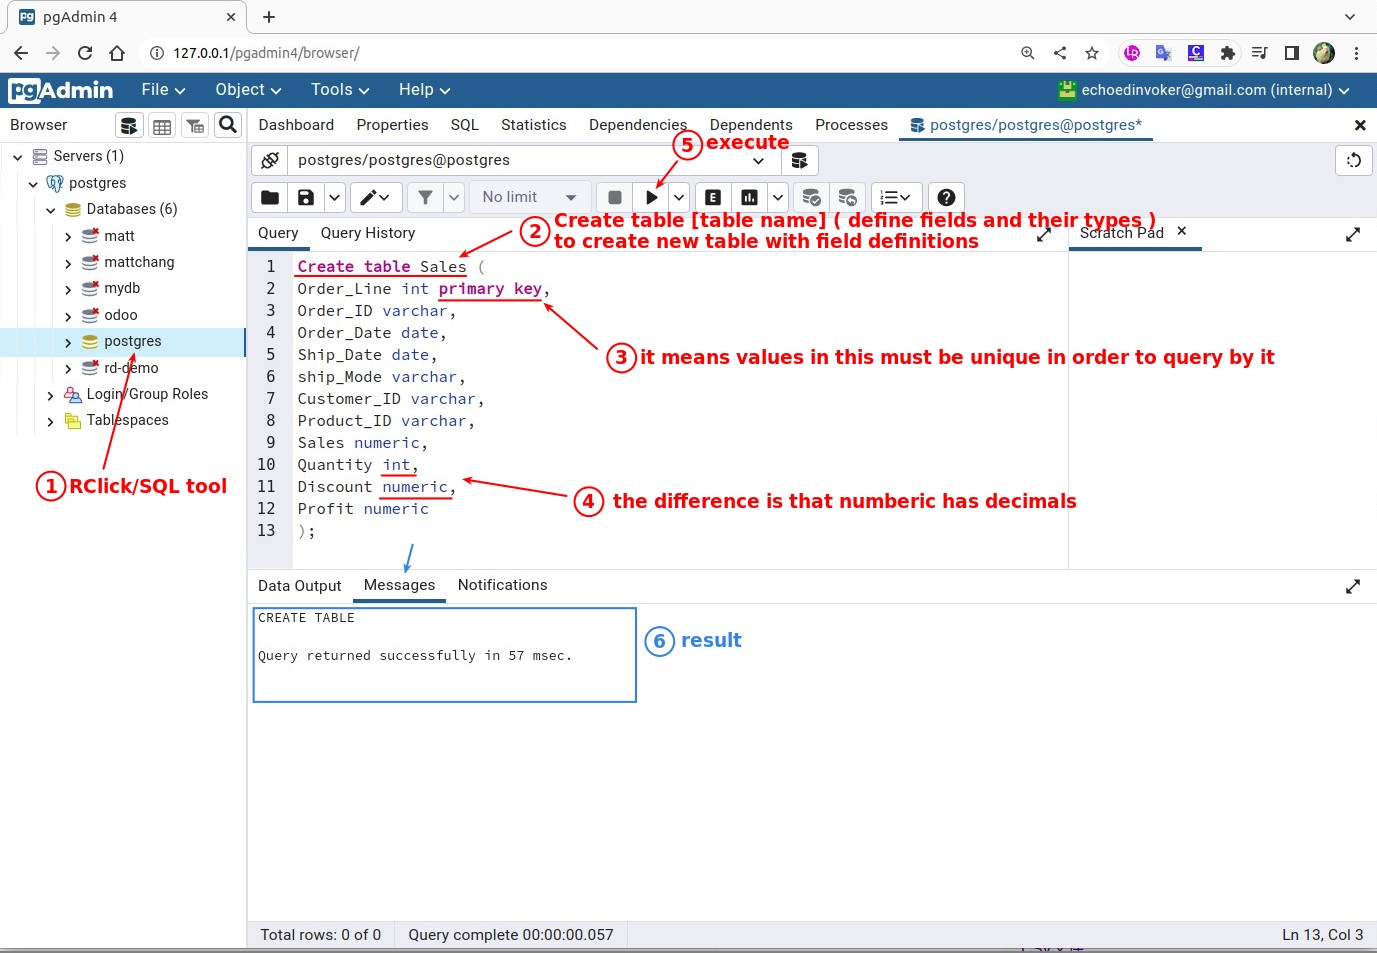 pgAdmin 4
127.0.0.1/pgadmin4/browser/
pgAdmin File Object Tools Help echoedinvoker@gmail.com (internal)
Browser
Dashboard Properties SQL Statistics Dependencies Dependents Processes postgres/postgres@postgres*
Servers (1)
postgres
Databases (6)
matt
mattchang
mydb
odoo
postgres
rd-demo
Login/Group Roles
Tablespaces
1 RClick/SQL tool
postgres/postgres@postgres
5 execute
No limit
E
Query Query History
Scratch Pad
2 Create table [table name] ( define fields and their types )
to create new table with field definitions
1 Create table Sales (
2 Order_Line int primary key,
3 Order_ID varchar,
4 Order_Date date,
5 Ship_Date date,
6 ship_Mode varchar,
7 Customer_ID varchar,
8 Product_ID varchar,
9 Sales numeric,
10 Quantity int,
11 Discount numeric,
12 Profit numeric
13 );
3 it means values in this must be unique in order to query by it
4 the difference is that numberic has decimals
Data Output Messages Notifications
CREATE TABLE
Query returned successfully in 57 msec.
6 result
Total rows: 0 of 0 Query complete 00:00:00.057 Ln 13, Col 3